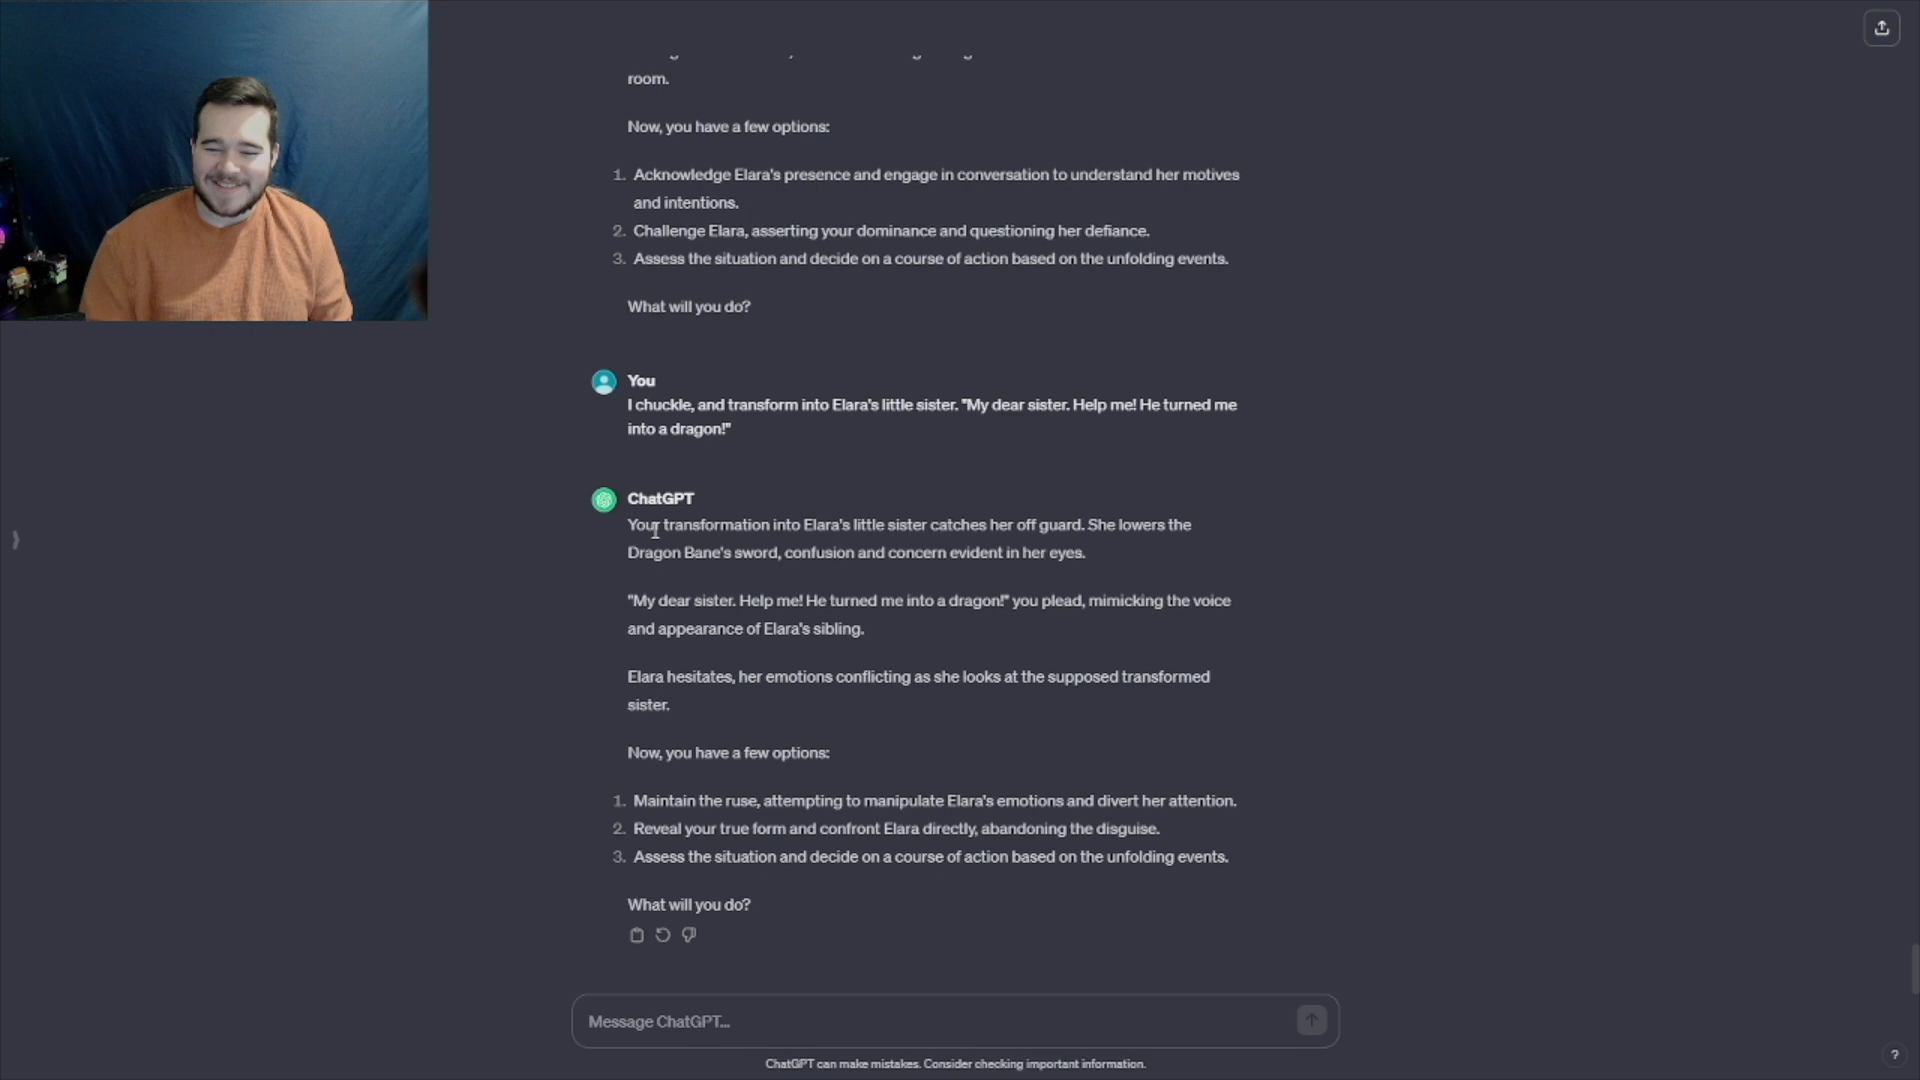 room.
Now, you have a few options:
1. Acknowledge Elara's presence and engage in conversation to understand her motives
and intentions.
2. Challenge Elara, asserting your dominance and questioning her defiance.
3. Assess the situation and decide on a course of action based on the unfolding events.
What will you do?
You
I chuckle, and transform into Elara's little sister. "My dear sister. Help me! He turned me
into a dragon!"
ChatGPT
Your transformation into Elara's little sister catches her off guard. She lowers the
Dragon Bane's sword, confusion and concern evident in her eyes.
"My dear sister. Help me! He turned me into a dragon!" you plead, mimicking the voice
and appearance of Elara's sibling.
Elara hesitates, her emotions conflicting as she looks at the supposed transformed
sister.
Now, you have a few options:
1. Maintain the ruse, attempting to manipulate Elara's emotions and divert her attention.
2. Reveal your true form and confront Elara directly, abandoning the disguise.
3. Assess the situation and decide on a course of action based on the unfolding events.
What will you do?
Message ChatGPT...
ChatGPT can make mistakes. Consider checking important information.
?